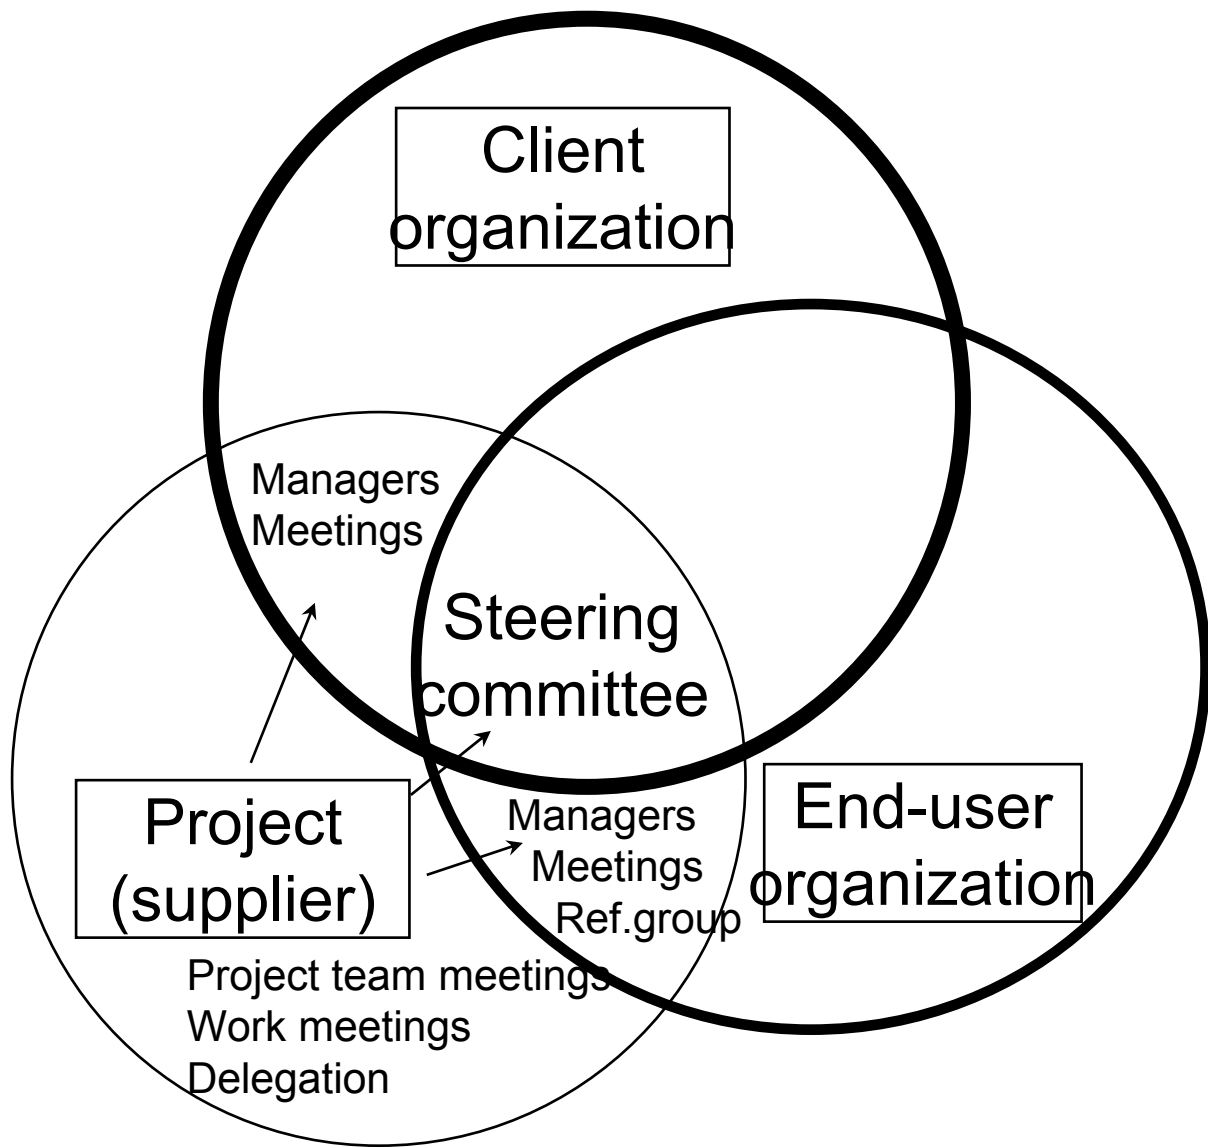 Client
organization
Managers
Meetings
Steering
committee
Project
(supplier)
Managers
Meetings
Ref.group
End-user
organization
Project team meetings
Work meetings
Delegation